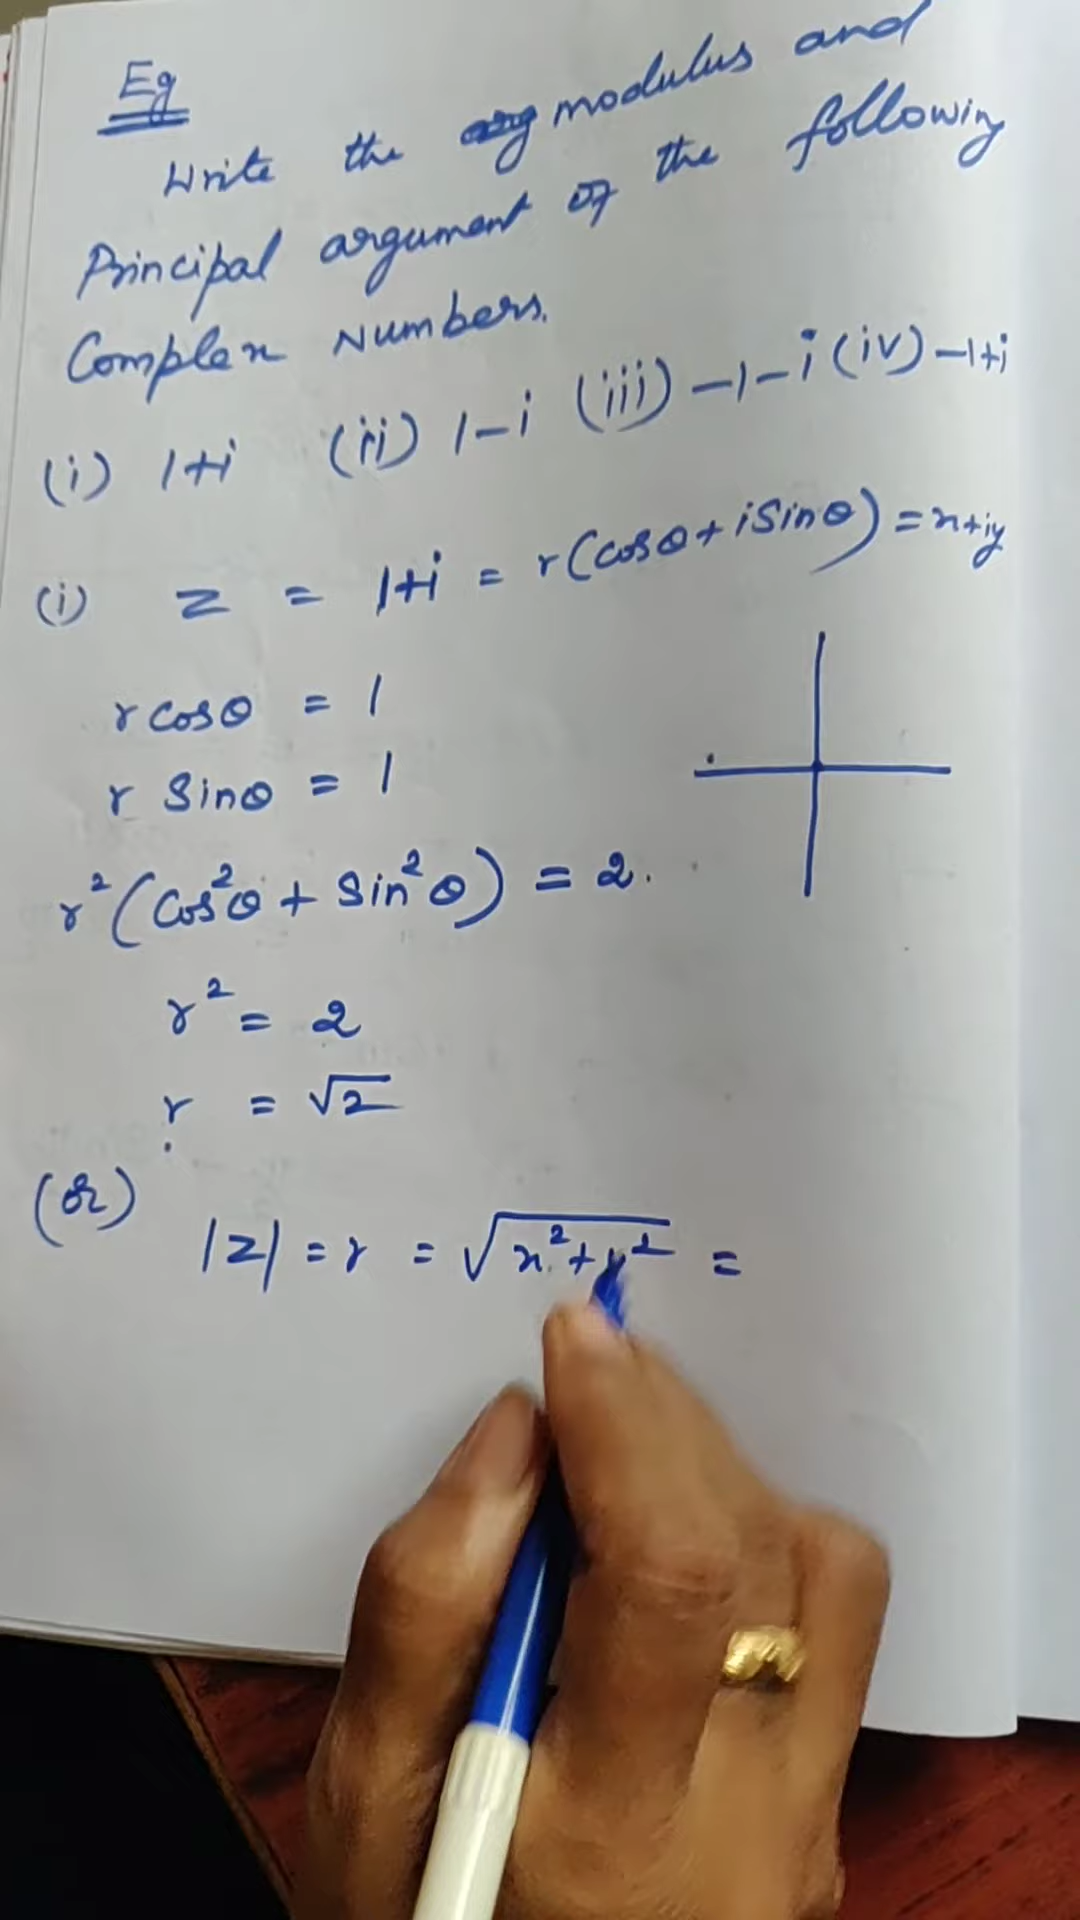 Eg
Write the modulus and
Principal argument of the following
Complex Numbers.
(i) 1+i (ii) 1-i (iii) -1-i (iv) -1+i
(i) z = 1+i = r(cosθ + i sinθ) = x+iy
r cosθ = 1
r sinθ = 1
r²(cos²θ + sin²θ) = 2.
r² = 2
r = √2
(or)
|z| = r = √x²+y² =